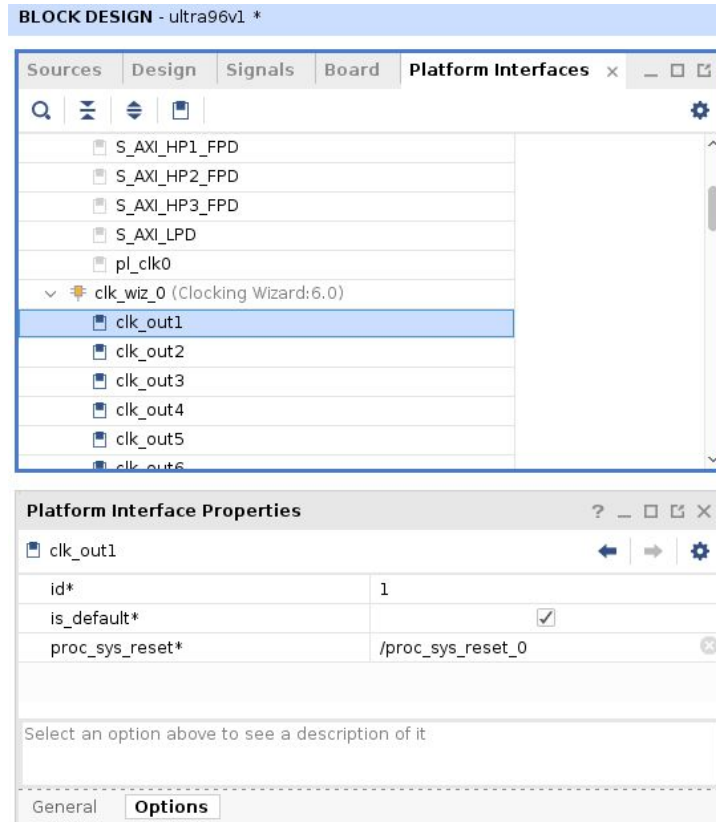 BLOCK DESIGN - ultra96v1 *
Sources Design Signals Board Platform Interfaces
S_AXI_HP1_FPD
S_AXI_HP2_FPD
S_AXI_HP3_FPD
S_AXI_LPD
pl_clk0
clk_wiz_0 (Clocking Wizard:6.0)
clk_out1
clk_out2
clk_out3
clk_out4
clk_out5
clk_out6
Platform Interface Properties
clk_out1
id* 1
is_default*
proc_sys_reset* /proc_sys_reset_0
Select an option above to see a description of it
General Options